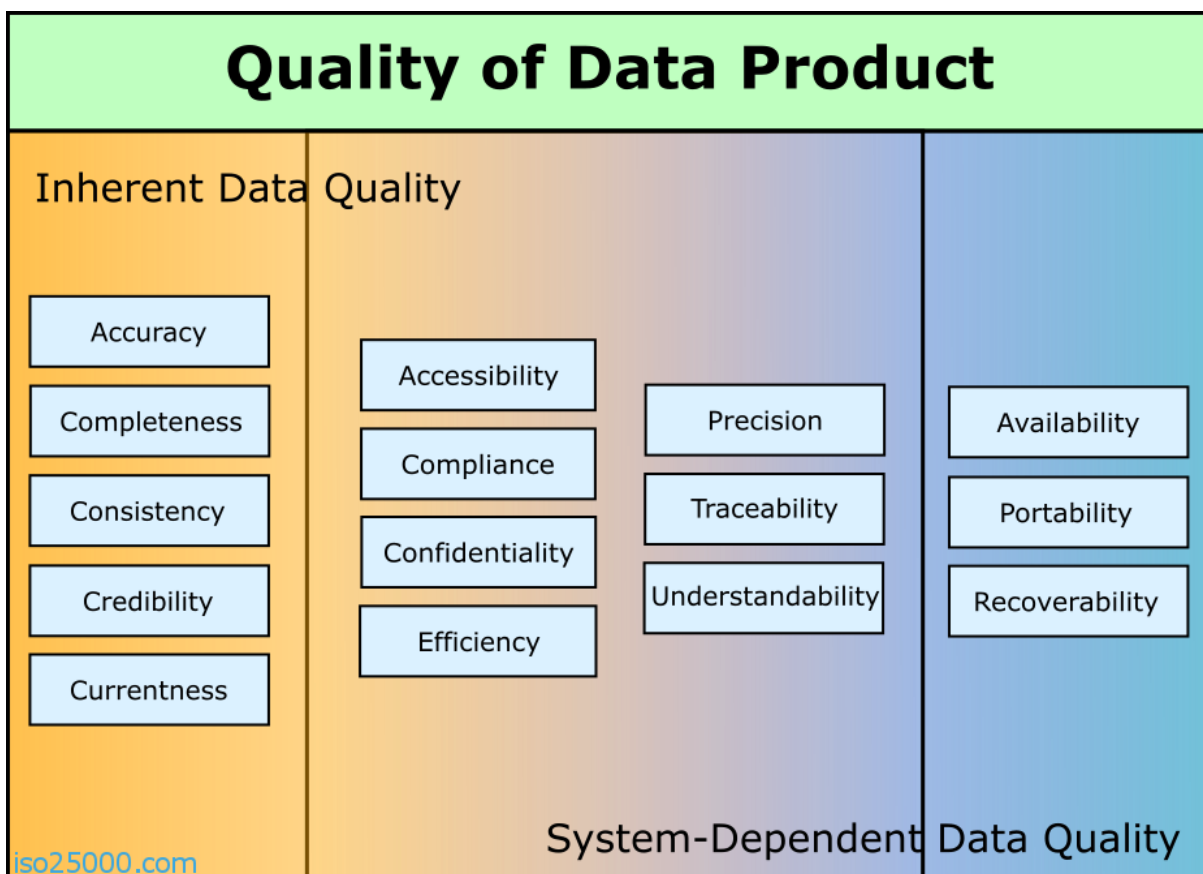 Quality of Data Product
Inherent Data Quality
Accuracy
Completeness
Consistency
Credibility
Currentness
Accessibility
Compliance
Confidentiality
Efficiency
Precision
Traceability
Understandability
Availability
Portability
Recoverability
System-Dependent Data Quality
iso25000.com